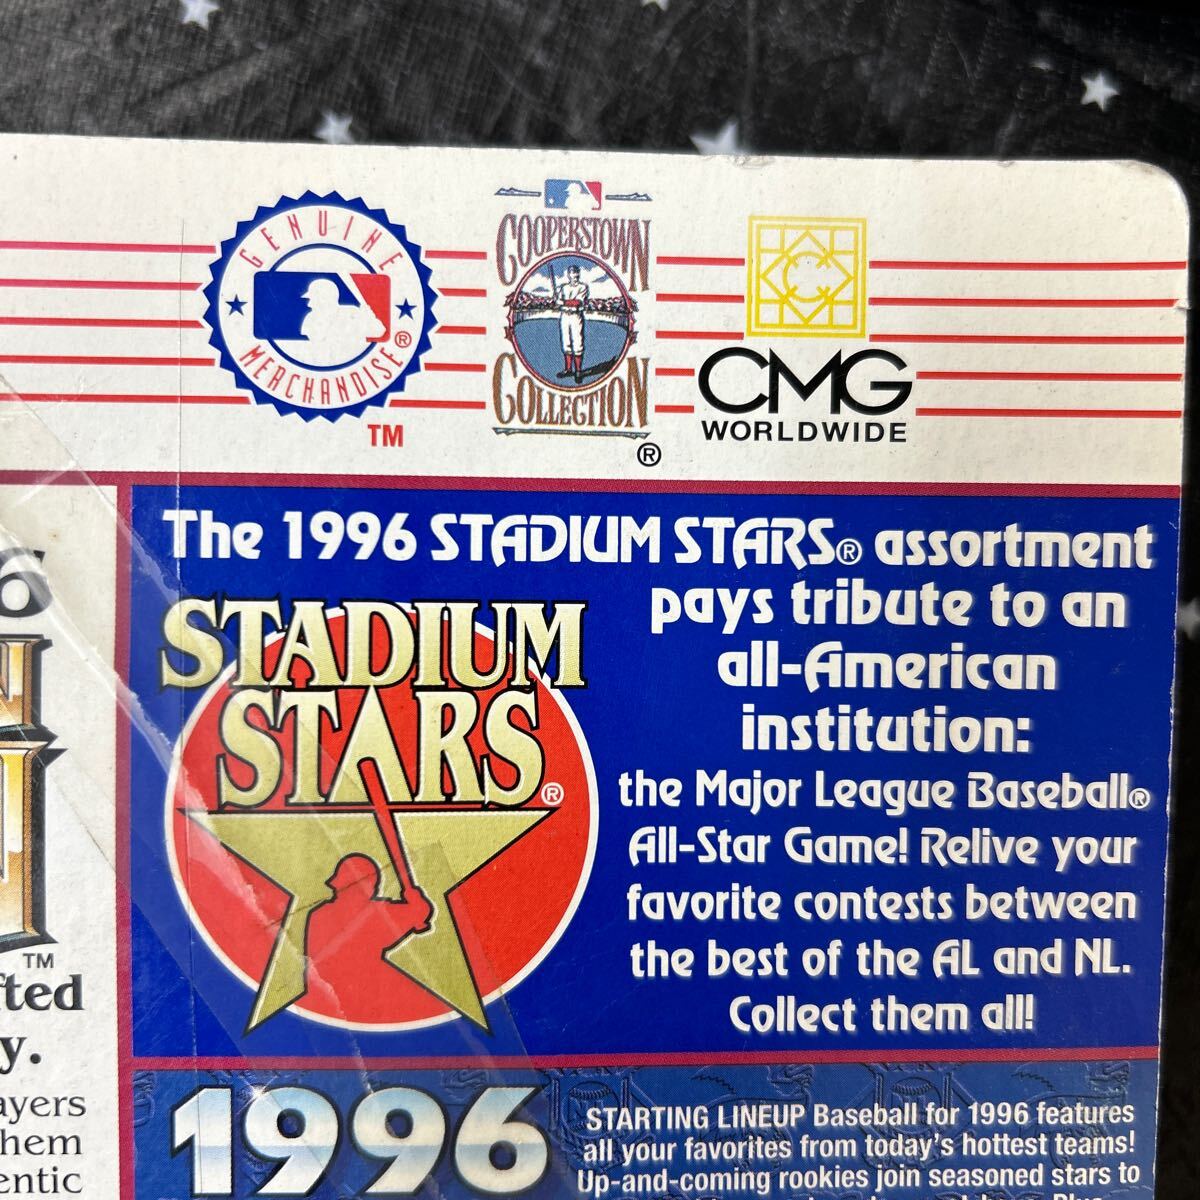 GENUINE
MERCHANDISE®
TM
COOPERSTOWN
COLLECTION
®
C
CMG
WORLDWIDE
The 1996 STADIUM STARS® assortment
pays tribute to an
all-American
institution:
the Major League Baseball®
All-Star Game! Relive your
favorite contests between
the best of the AL and NL.
Collect them all!
STADIUM
STARS
®
6
N
TM
fted
y.
ayers
hem
entic
1996
STARTING LINEUP Baseball for 1996 features
all your favorites from today's hottest teams!
Up-and-coming rookies join seasoned stars to